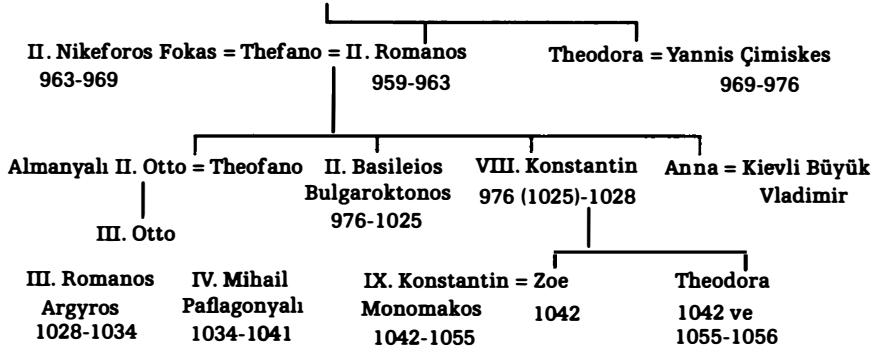 II. Nikeforos Fokas = Thefano = II. Romanos Theodora = Yannis Çimiskes
963-969 959-963 969-976
Almanyalı II. Otto = Theofano II. Basileios VIII. Konstantin Anna = Kievli Büyük
Bulgaroktonos 976 (1025)-1028 Vladimir
976-1025
III. Otto
III. Romanos IV. Mihail IX. Konstantin = Zoe Theodora
Argyros Paflagonyalı Monomakos 1042 1042 ve
1028-1034 1034-1041 1042-1055 1055-1056